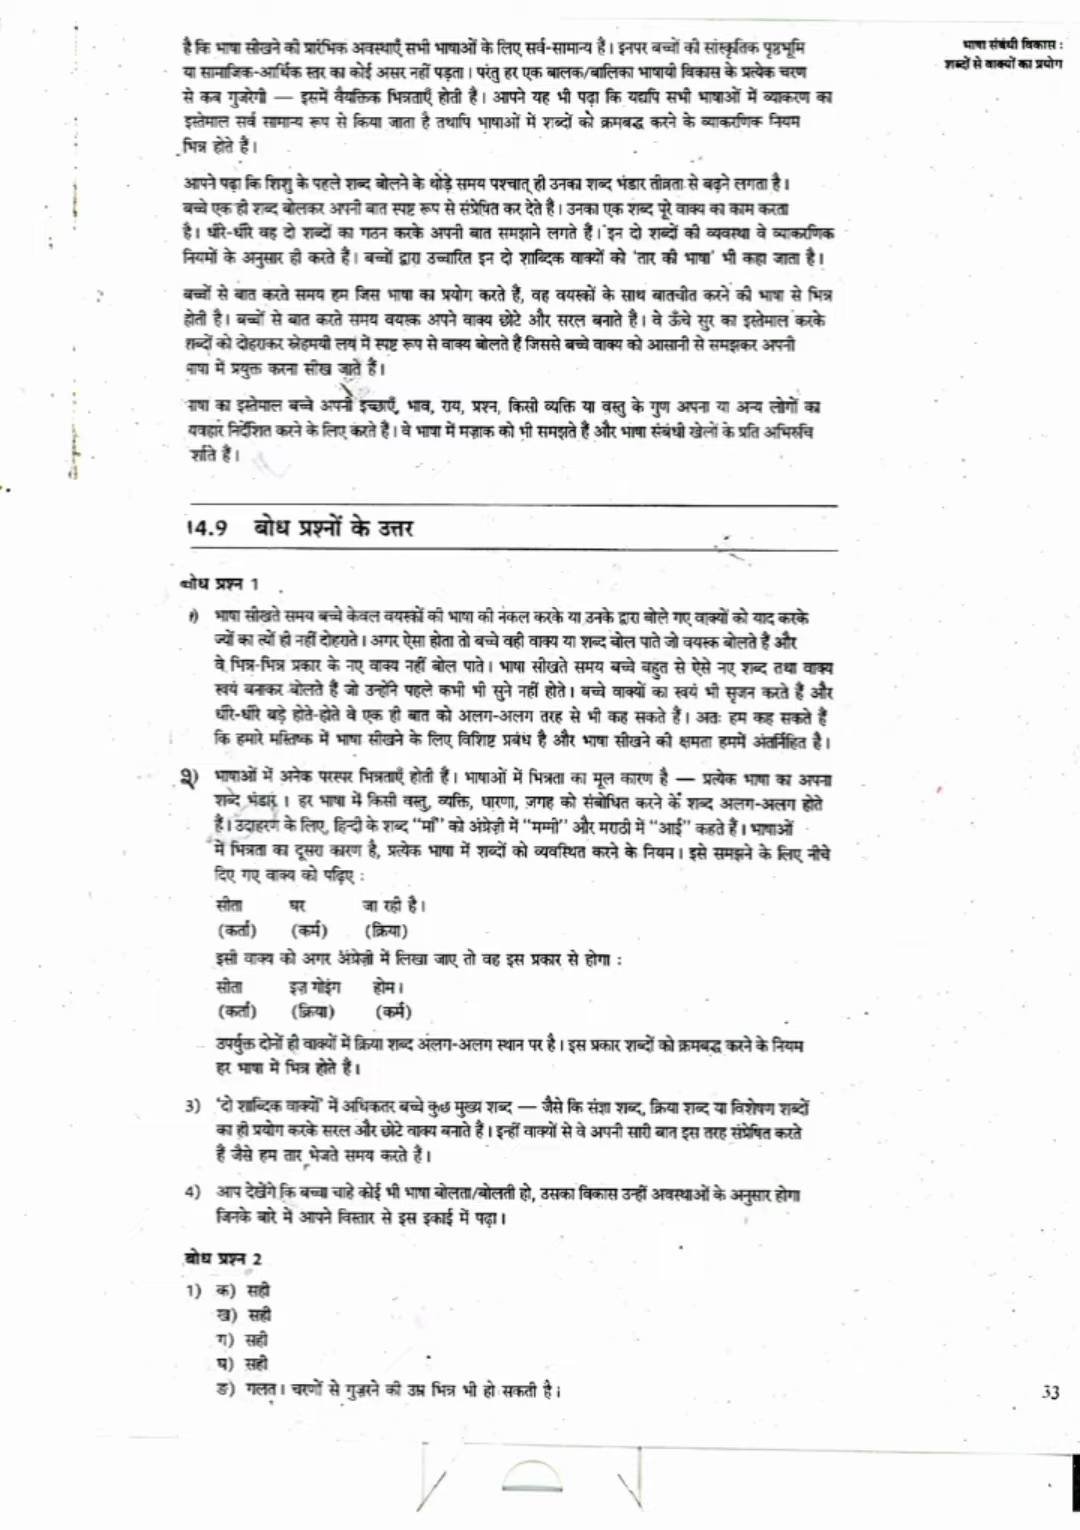 भाषा संबंधी विकास :
शब्दों से वाक्यों का प्रयोग
है कि भाषा सीखने की प्रारंभिक अवस्थाएँ सभी भाषाओं के लिए सर्व-सामान्य हैं। इनपर बच्चों की सांस्कृतिक पृष्ठभूमि
या सामाजिक-आर्थिक स्तर का कोई असर नहीं पड़ता। परंतु हर एक बालक/बालिका भाषायी विकास के प्रत्येक चरण
से कब गुजरेगी — इसमें वैयक्तिक भिन्नताएँ होती हैं। आपने यह भी पढ़ा कि यद्यपि सभी भाषाओं में व्याकरण का
इस्तेमाल सर्व सामान्य रूप से किया जाता है तथापि भाषाओं में शब्दों को क्रमबद्ध करने के व्याकरणिक नियम
भिन्न होते हैं।
आपने पढ़ा कि शिशु के पहले शब्द बोलने के थोड़े समय पश्चात् ही उनका शब्द भंडार तीव्रता से बढ़ने लगता है।
बच्चे एक ही शब्द बोलकर अपनी बात स्पष्ट रूप से संप्रेषित कर देते हैं। उनका एक शब्द पूरे वाक्य का काम करता
है। धीरे-धीरे वह दो शब्दों का गठन करके अपनी बात समझाने लगते हैं। इन दो शब्दों की व्यवस्था वे व्याकरणिक
नियमों के अनुसार ही करते हैं। बच्चों द्वारा उच्चारित इन दो शाब्दिक वाक्यों को 'तार की भाषा' भी कहा जाता है।
बच्चों से बात करते समय हम जिस भाषा का प्रयोग करते हैं, वह वयस्कों के साथ बातचीत करने की भाषा से भिन्न
होती है। बच्चों से बात करते समय वयस्क अपने वाक्य छोटे और सरल बनाते हैं। वे ऊँचे सुर का इस्तेमाल करके
शब्दों को दोहराकर स्नेहमयी लय में स्पष्ट रूप से वाक्य बोलते हैं जिससे बच्चे वाक्य को आसानी से समझकर अपनी
भाषा में प्रयुक्त करना सीख जाते हैं।
भाषा का इस्तेमाल बच्चे अपनी इच्छाएँ, भाव, राय, प्रश्न, किसी व्यक्ति या वस्तु के गुण अपना या अन्य लोगों का
यवहार निर्देशित करने के लिए करते हैं। वे भाषा में मज़ाक को भी समझते हैं और भाषा संबंधी खेलों के प्रति अभिरुचि
र्शाते हैं।
14.9 बोध प्रश्नों के उत्तर
बोध प्रश्न 1
1) भाषा सीखते समय बच्चे केवल वयस्कों की भाषा की नकल करके या उनके द्वारा बोले गए वाक्यों को याद करके
ज्यों का त्यों ही नहीं दोहराते। अगर ऐसा होता तो बच्चे वही वाक्य या शब्द बोल पाते जो वयस्क बोलते हैं और
वे भिन्न-भिन्न प्रकार के नए वाक्य नहीं बोल पाते। भाषा सीखते समय बच्चे बहुत से ऐसे नए शब्द तथा वाक्य
स्वयं बनाकर बोलते हैं जो उन्होंने पहले कभी भी सुने नहीं होते। बच्चे वाक्यों का स्वयं भी सृजन करते हैं और
धीरे-धीरे बड़े होते-होते वे एक ही बात को अलग-अलग तरह से भी कह सकते हैं। अतः हम कह सकते हैं
कि हमारे मस्तिष्क में भाषा सीखने के लिए विशिष्ट प्रबंध है और भाषा सीखने की क्षमता हममें अंतर्निहित है।
2) भाषाओं में अनेक परस्पर भिन्नताएँ होती हैं। भाषाओं में भिन्नता का मूल कारण है — प्रत्येक भाषा का अपना
शब्द भंडार। हर भाषा में किसी वस्तु, व्यक्ति, धारणा, जगह को संबोधित करने के शब्द अलग-अलग होते
हैं। उदाहरण के लिए, हिन्दी के शब्द "माँ" को अंग्रेज़ी में "मम्मी" और मराठी में "आई" कहते हैं। भाषाओं
में भिन्नता का दूसरा कारण है, प्रत्येक भाषा में शब्दों को व्यवस्थित करने के नियम। इसे समझने के लिए नीचे
दिए गए वाक्य को पढ़िए :
सीता घर जा रही है।
(कर्ता) (कर्म) (क्रिया)
इसी वाक्य को अगर अंग्रेज़ी में लिखा जाए तो वह इस प्रकार से होगा :
सीता इज़ गोइंग होम।
(कर्ता) (क्रिया) (कर्म)
उपर्युक्त दोनों ही वाक्यों में क्रिया शब्द अलग-अलग स्थान पर है। इस प्रकार शब्दों को क्रमबद्ध करने के नियम
हर भाषा में भिन्न होते हैं।
3) 'दो शाब्दिक वाक्यों' में अधिकतर बच्चे कुछ मुख्य शब्द — जैसे कि संज्ञा शब्द, क्रिया शब्द या विशेषण शब्दों
का ही प्रयोग करके सरल और छोटे वाक्य बनाते हैं। इन्हीं वाक्यों से वे अपनी सारी बात इस तरह संप्रेषित करते
हैं जैसे हम तार भेजते समय करते हैं।
4) आप देखेंगे कि बच्चा चाहे कोई भी भाषा बोलता/बोलती हो, उसका विकास उन्हीं अवस्थाओं के अनुसार होगा
जिनके बारे में आपने विस्तार से इस इकाई में पढ़ा।
बोध प्रश्न 2
1) क) सही
ख) सही
ग) सही
घ) सही
ङ) गलत। चरणों से गुज़रने की उम्र भिन्न भी हो सकती है।
33